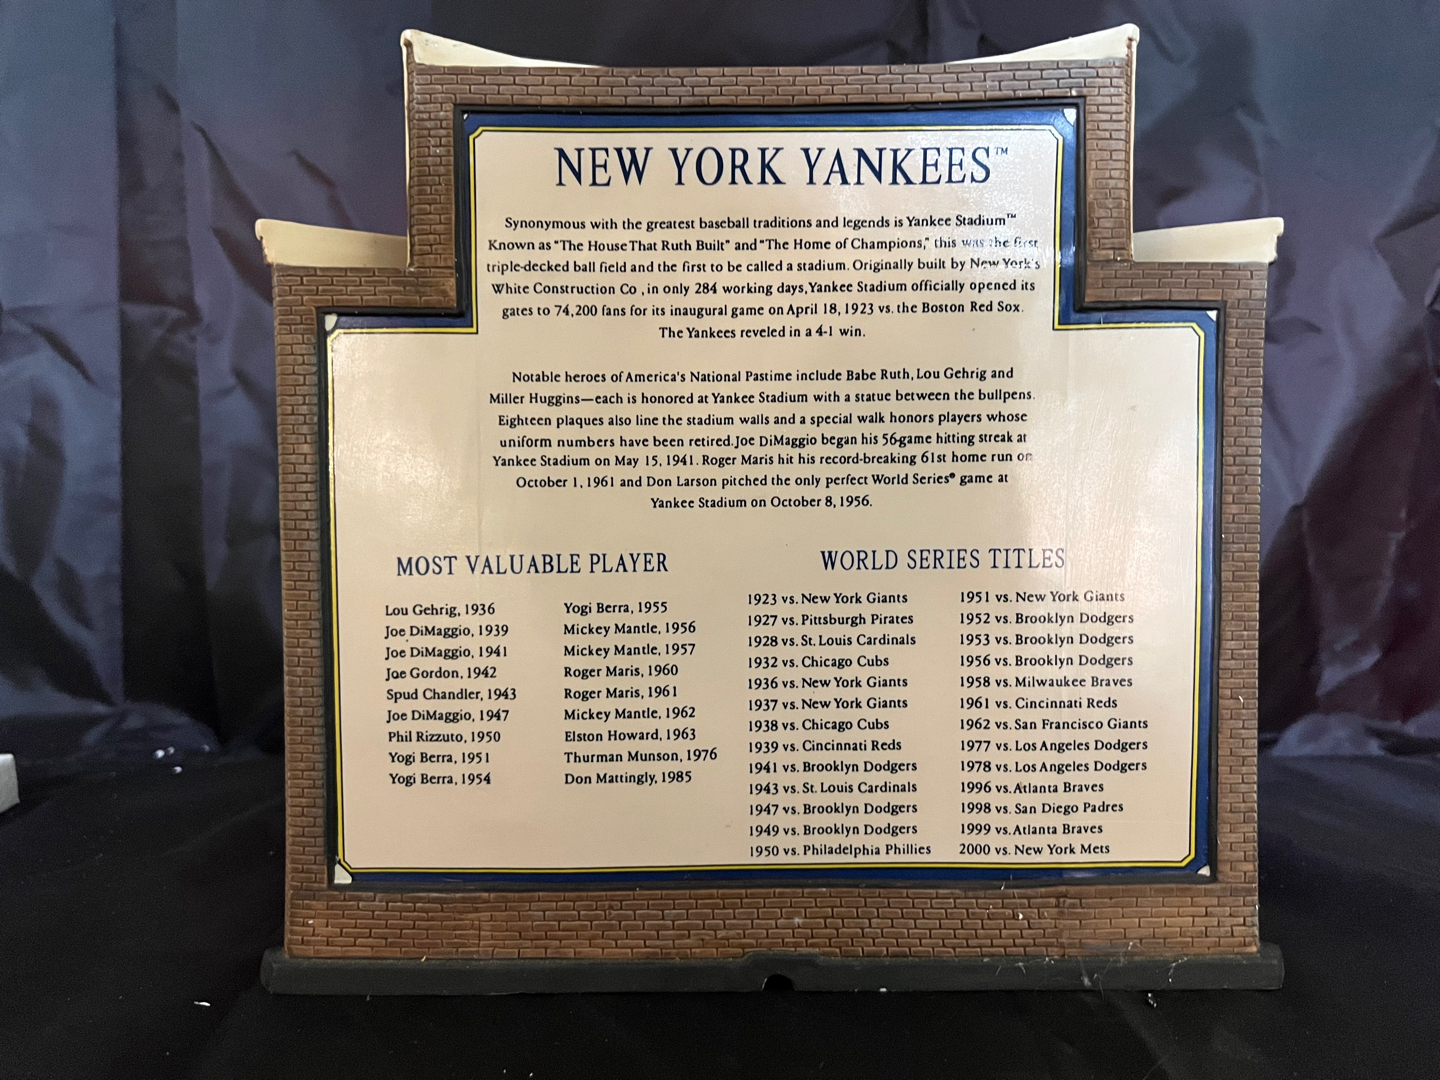 NEW YORK YANKEES™
Synonymous with the greatest baseball traditions and legends is Yankee Stadium™
Known as "The House That Ruth Built" and "The Home of Champions," this was the first
triple-decked ball field and the first to be called a stadium. Originally built by New York's
White Construction Co , in only 284 working days, Yankee Stadium officially opened its
gates to 74,200 fans for its inaugural game on April 18, 1923 vs. the Boston Red Sox.
The Yankees reveled in a 4-1 win.
Notable heroes of America's National Pastime include Babe Ruth, Lou Gehrig and
Miller Huggins—each is honored at Yankee Stadium with a statue between the bullpens.
Eighteen plaques also line the stadium walls and a special walk honors players whose
uniform numbers have been retired. Joe DiMaggio began his 56-game hitting streak at
Yankee Stadium on May 15, 1941. Roger Maris hit his record-breaking 61st home run on
October 1, 1961 and Don Larson pitched the only perfect World Series® game at
Yankee Stadium on October 8, 1956.
MOST VALUABLE PLAYER
Lou Gehrig, 1936
Joe DiMaggio, 1939
Joe DiMaggio, 1941
Joe Gordon, 1942
Spud Chandler, 1943
Joe DiMaggio, 1947
Phil Rizzuto, 1950
Yogi Berra, 1951
Yogi Berra, 1954
Yogi Berra, 1955
Mickey Mantle, 1956
Mickey Mantle, 1957
Roger Maris, 1960
Roger Maris, 1961
Mickey Mantle, 1962
Elston Howard, 1963
Thurman Munson, 1976
Don Mattingly, 1985
WORLD SERIES TITLES
1923 vs. New York Giants
1927 vs. Pittsburgh Pirates
1928 vs. St. Louis Cardinals
1932 vs. Chicago Cubs
1936 vs. New York Giants
1937 vs. New York Giants
1938 vs. Chicago Cubs
1939 vs. Cincinnati Reds
1941 vs. Brooklyn Dodgers
1943 vs. St. Louis Cardinals
1947 vs. Brooklyn Dodgers
1949 vs. Brooklyn Dodgers
1950 vs. Philadelphia Phillies
1951 vs. New York Giants
1952 vs. Brooklyn Dodgers
1953 vs. Brooklyn Dodgers
1956 vs. Brooklyn Dodgers
1958 vs. Milwaukee Braves
1961 vs. Cincinnati Reds
1962 vs. San Francisco Giants
1977 vs. Los Angeles Dodgers
1978 vs. Los Angeles Dodgers
1996 vs. Atlanta Braves
1998 vs. San Diego Padres
1999 vs. Atlanta Braves
2000 vs. New York Mets